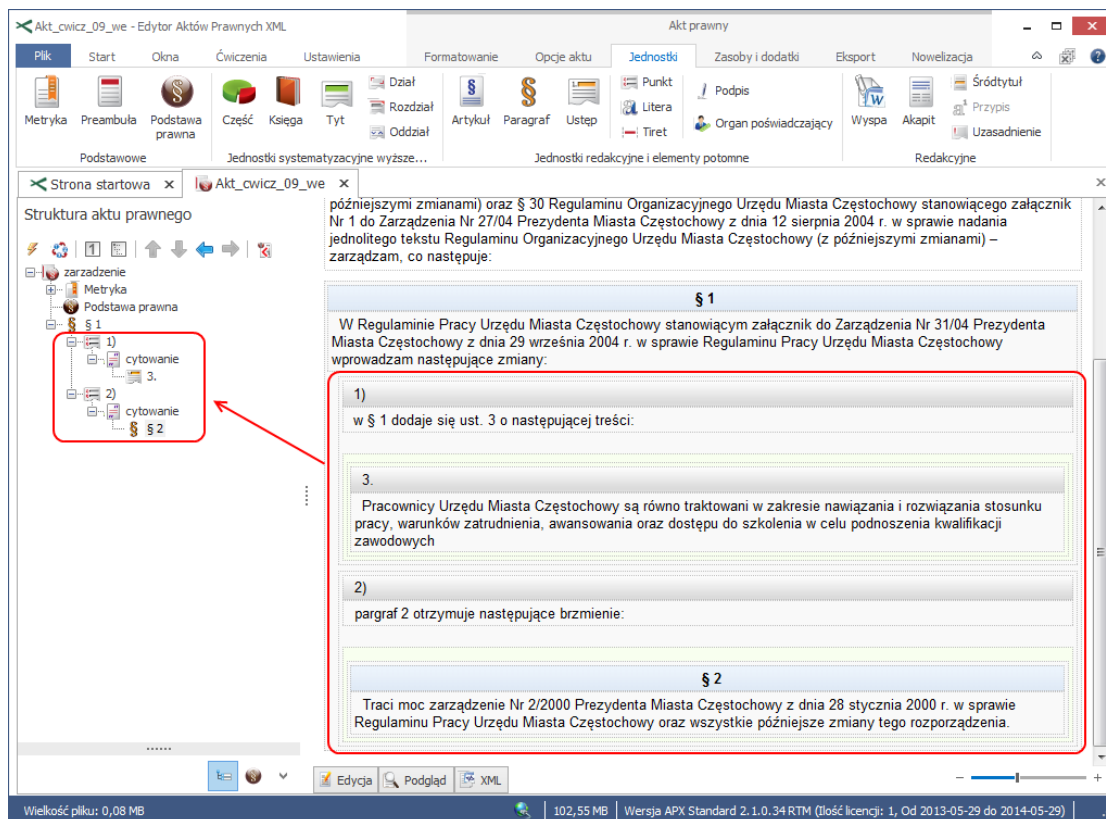 Akt_cwicz_09_we - Edytor Aktów Prawnych XML
Akt prawny
Plik Start Okna Ćwiczenia Ustawienia Formatowanie Opcje aktu Jednostki Zasoby i dodatki Eksport Nowelizacja
Metryka Preambuła Podstawa prawna
Podstawowe
Część Księga Tyt
Dział
Rozdział
Oddział
Jednostki systematyzacyjne wyższe...
Artykuł Paragraf Ustęp
Punkt
Litera
Tiret
Podpis
Organ poświadczający
Jednostki redakcyjne i elementy potomne
Wyspa Akapit
Śródtytuł
Przypis
Uzasadnienie
Redakcyjne
Strona startowa x Akt_cwicz_09_we x
Struktura aktu prawnego
zarzadzenie
Metryka
Podstawa prawna
§ 1
1)
cytowanie
3.
2)
cytowanie
§ 2
późniejszymi zmianami) oraz § 30 Regulaminu Organizacyjnego Urzędu Miasta Częstochowy stanowiącego załącznik
Nr 1 do Zarządzenia Nr 27/04 Prezydenta Miasta Częstochowy z dnia 12 sierpnia 2004 r. w sprawie nadania
jednolitego tekstu Regulaminu Organizacyjnego Urzędu Miasta Częstochowy (z późniejszymi zmianami) –
zarządzam, co następuje:
§ 1
W Regulaminie Pracy Urzędu Miasta Częstochowy stanowiącym załącznik do Zarządzenia Nr 31/04 Prezydenta
Miasta Częstochowy z dnia 29 września 2004 r. w sprawie Regulaminu Pracy Urzędu Miasta Częstochowy
wprowadzam następujące zmiany:
1)
w § 1 dodaje się ust. 3 o następującej treści:
3.
Pracownicy Urzędu Miasta Częstochowy są równo traktowani w zakresie nawiązania i rozwiązania stosunku
pracy, warunków zatrudnienia, awansowania oraz dostępu do szkolenia w celu podnoszenia kwalifikacji
zawodowych
2)
pargraf 2 otrzymuje następujące brzmienie:
§ 2
Traci moc zarządzenie Nr 2/2000 Prezydenta Miasta Częstochowy z dnia 28 stycznia 2000 r. w sprawie
Regulaminu Pracy Urzędu Miasta Częstochowy oraz wszystkie późniejsze zmiany tego rozporządzenia.
Edycja Podgląd XML
Wielkość pliku: 0,08 MB 102,55 MB Wersja APX Standard 2.1.0.34 RTM (Ilość licencji: 1, Od 2013-05-29 do 2014-05-29)